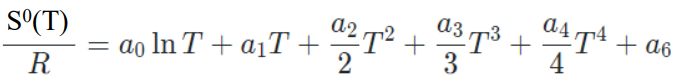 S⁰(T)/R = a₀ ln T + a₁T + a₂/2 T² + a₃/3 T³ + a₄/4 T⁴ + a₆